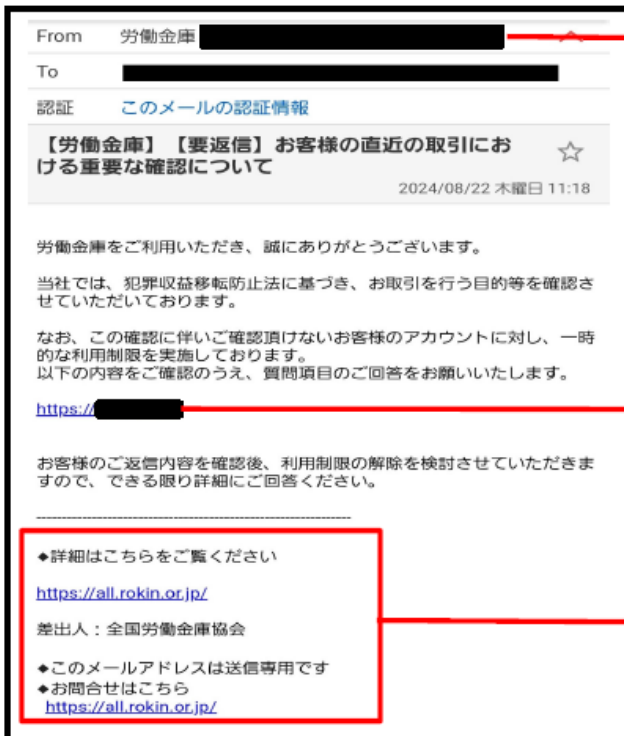 From 労働金庫
To
認証 このメールの認証情報
【労働金庫】【要返信】お客様の直近の取引にお
ける重要な確認について
2024/08/22 木曜日 11:18
労働金庫をご利用いただき、誠にありがとうございます。
当社では、犯罪収益移転防止法に基づき、お取引を行う目的等を確認さ
せていただいております。
なお、この確認に伴いご確認頂けないお客様のアカウントに対し、一時
的な利用制限を実施しております。
以下の内容をご確認のうえ、質問項目のご回答をお願いいたします。
https://
お客様のご返信内容を確認後、利用制限の解除を検討させていただきま
すので、できる限り詳細にご回答ください。
◆詳細はこちらをご覧ください
https://all.rokin.or.jp/
差出人：全国労働金庫協会
◆このメールアドレスは送信専用です
◆お問合せはこちら
https://all.rokin.or.jp/